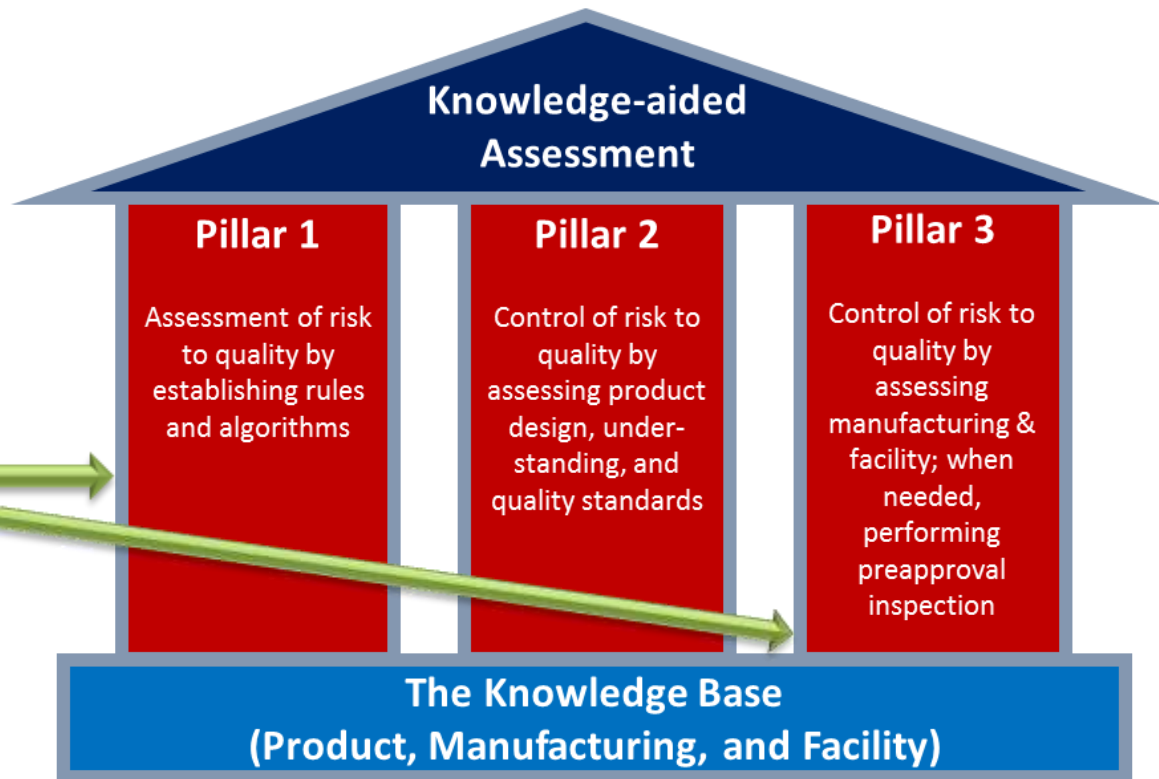 Knowledge-aided
Assessment
Pillar 1
Assessment of risk
to quality by
establishing rules
and algorithms
Pillar 2
Control of risk to
quality by
assessing product
design, under-
standing, and
quality standards
Pillar 3
Control of risk to
quality by
assessing
manufacturing &
facility; when
needed,
performing
preapproval
inspection
The Knowledge Base
(Product, Manufacturing, and Facility)